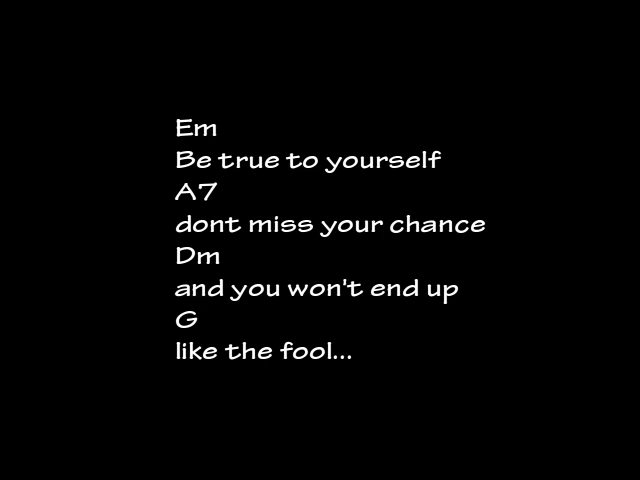 Em
Be true to yourself
A7
dont miss your chance
Dm
and you won't end up
G
like the fool...